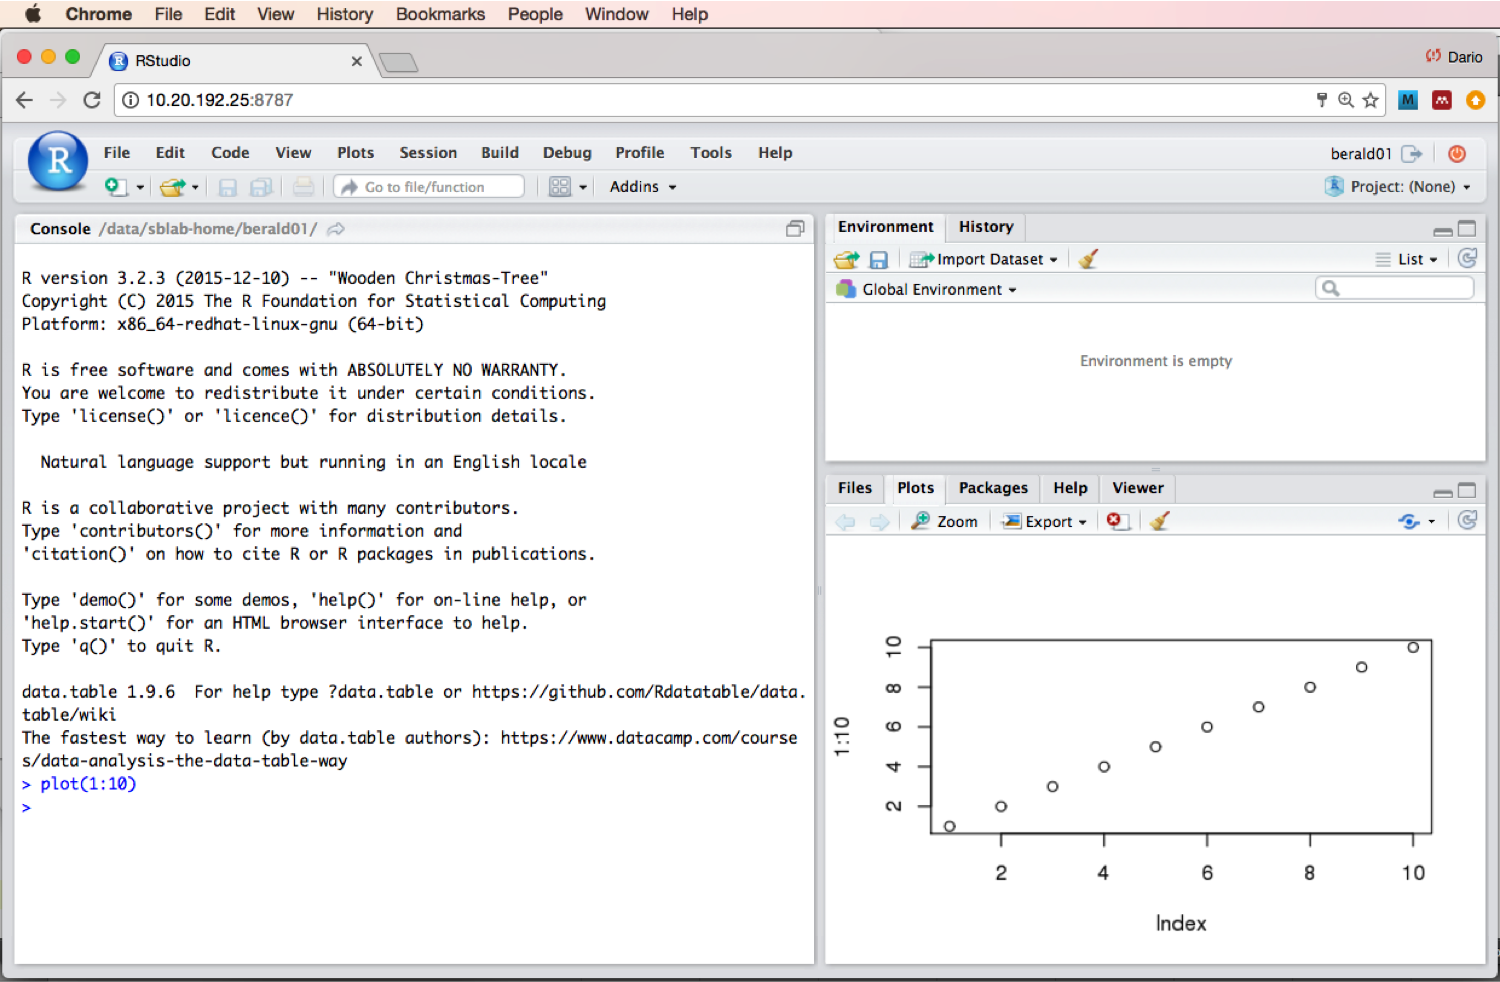 Chrome File Edit View History Bookmarks People Window Help
RStudio
Dario
10.20.192.25:8787
M
R
File Edit Code View Plots Session Build Debug Profile Tools Help
berald01
Go to file/function
Addins
Project: (None)
Console /data/sblab-home/berald01/
R version 3.2.3 (2015-12-10) -- "Wooden Christmas-Tree"
Copyright (C) 2015 The R Foundation for Statistical Computing
Platform: x86_64-redhat-linux-gnu (64-bit)
R is free software and comes with ABSOLUTELY NO WARRANTY.
You are welcome to redistribute it under certain conditions.
Type 'license()' or 'licence()' for distribution details.
Natural language support but running in an English locale
R is a collaborative project with many contributors.
Type 'contributors()' for more information and
'citation()' on how to cite R or R packages in publications.
Type 'demo()' for some demos, 'help()' for on-line help, or
'help.start()' for an HTML browser interface to help.
Type 'q()' to quit R.
data.table 1.9.6  For help type ?data.table or https://github.com/Rdatatable/data.
table/wiki
The fastest way to learn (by data.table authors): https://www.datacamp.com/course
s/data-analysis-the-data-table-way
> plot(1:10)
>
Environment History
Import Dataset
List
Global Environment
Environment is empty
Files Plots Packages Help Viewer
Zoom Export
10
8
6
4
2
1:10
2 4 6 8 10
Index